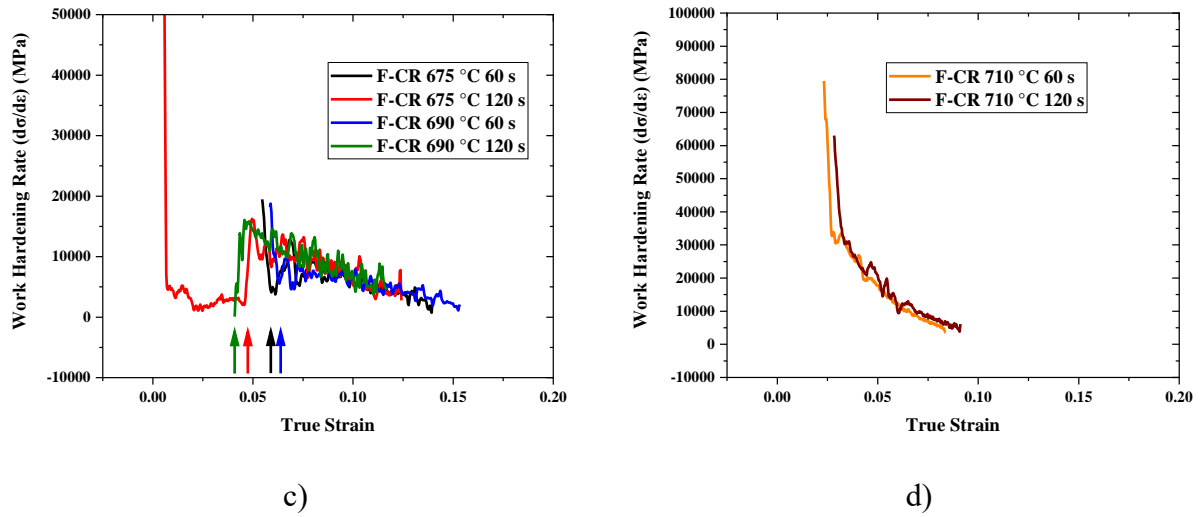 50000
40000
30000
20000
10000
0
-10000
Work Hardening Rate (dσ/dε) (MPa)
F-CR 675 °C 60 s
F-CR 675 °C 120 s
F-CR 690 °C 60 s
F-CR 690 °C 120 s
0.00 0.05 0.10 0.15 0.20
True Strain
c)
100000
90000
80000
70000
60000
50000
40000
30000
20000
10000
0
-10000
Work Hardening Rate (dσ/dε) (MPa)
F-CR 710 °C 60 s
F-CR 710 °C 120 s
0.00 0.05 0.10 0.15 0.20
True Strain
d)